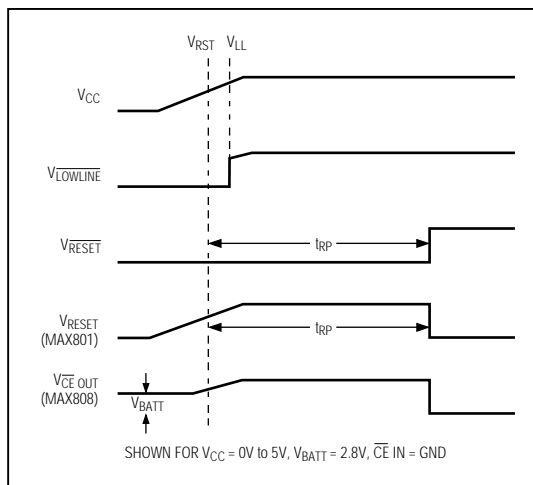 VRST VLL
VCC
VLOWLINE
VRESET
tRP
VRESET
(MAX801)
tRP
VCE OUT
(MAX808)
VBATT
SHOWN FOR VCC = 0V to 5V, VBATT = 2.8V, CE IN = GND